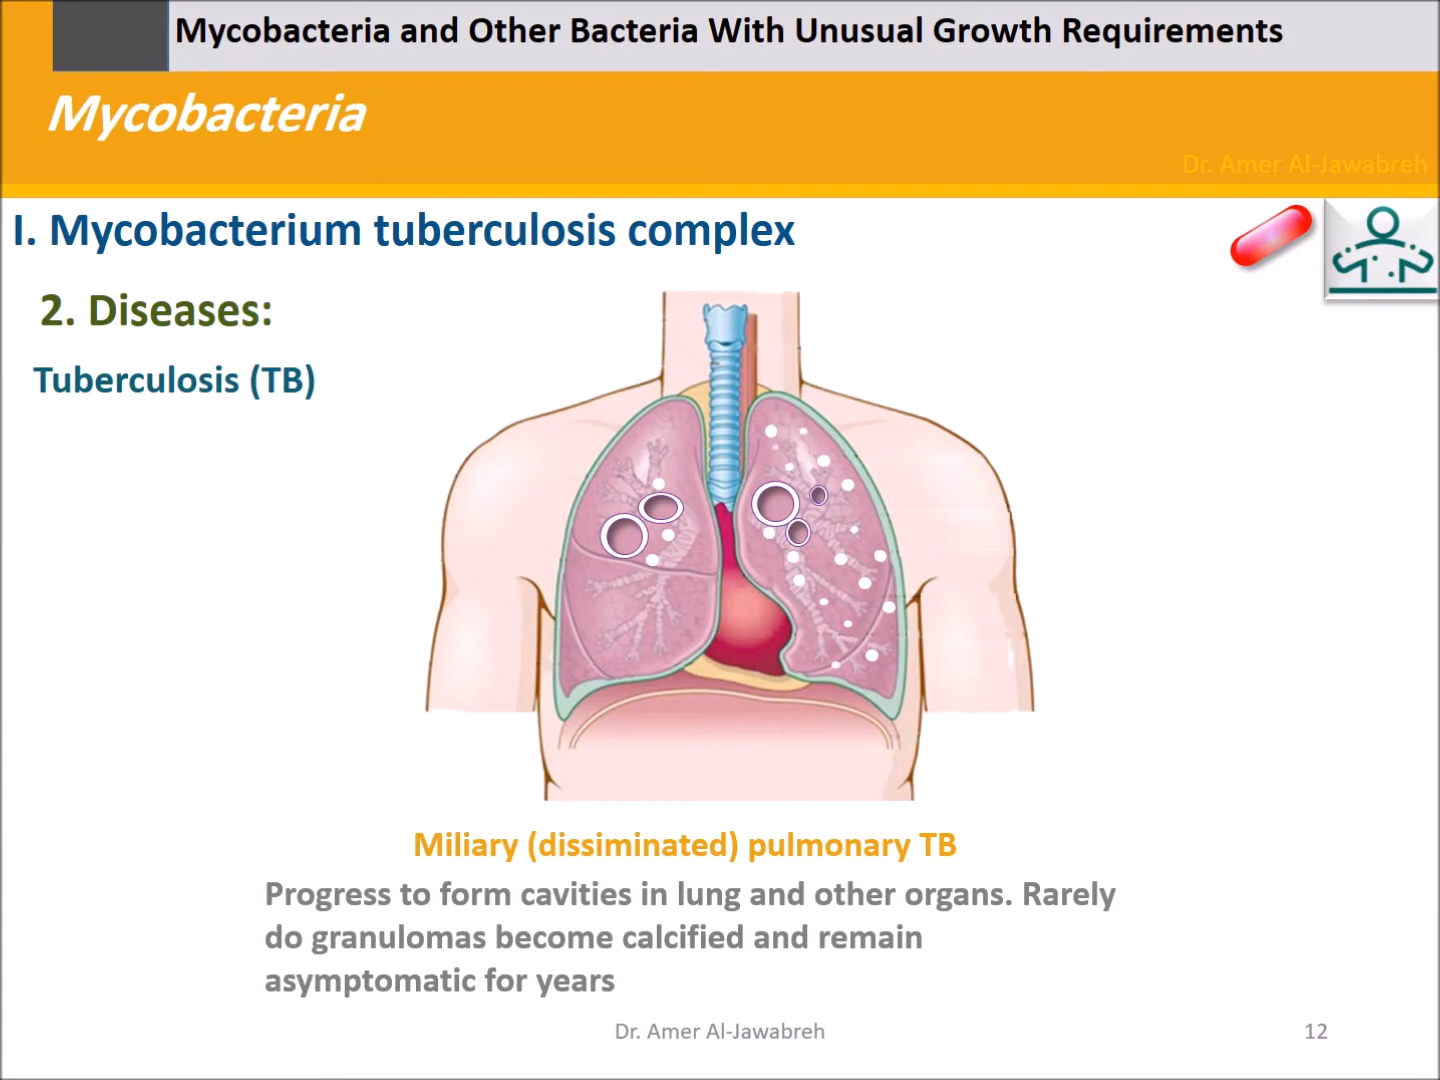 Mycobacteria and Other Bacteria With Unusual Growth Requirements
Mycobacteria
Dr. Amer Al-Jawabreh
I. Mycobacterium tuberculosis complex
2. Diseases:
Tuberculosis (TB)
Miliary (dissiminated) pulmonary TB
Progress to form cavities in lung and other organs. Rarely
do granulomas become calcified and remain
asymptomatic for years
Dr. Amer Al-Jawabreh
12